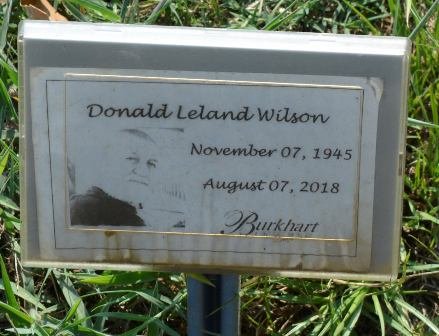 Donald Leland Wilson
November 07, 1945
August 07, 2018
Burkhart